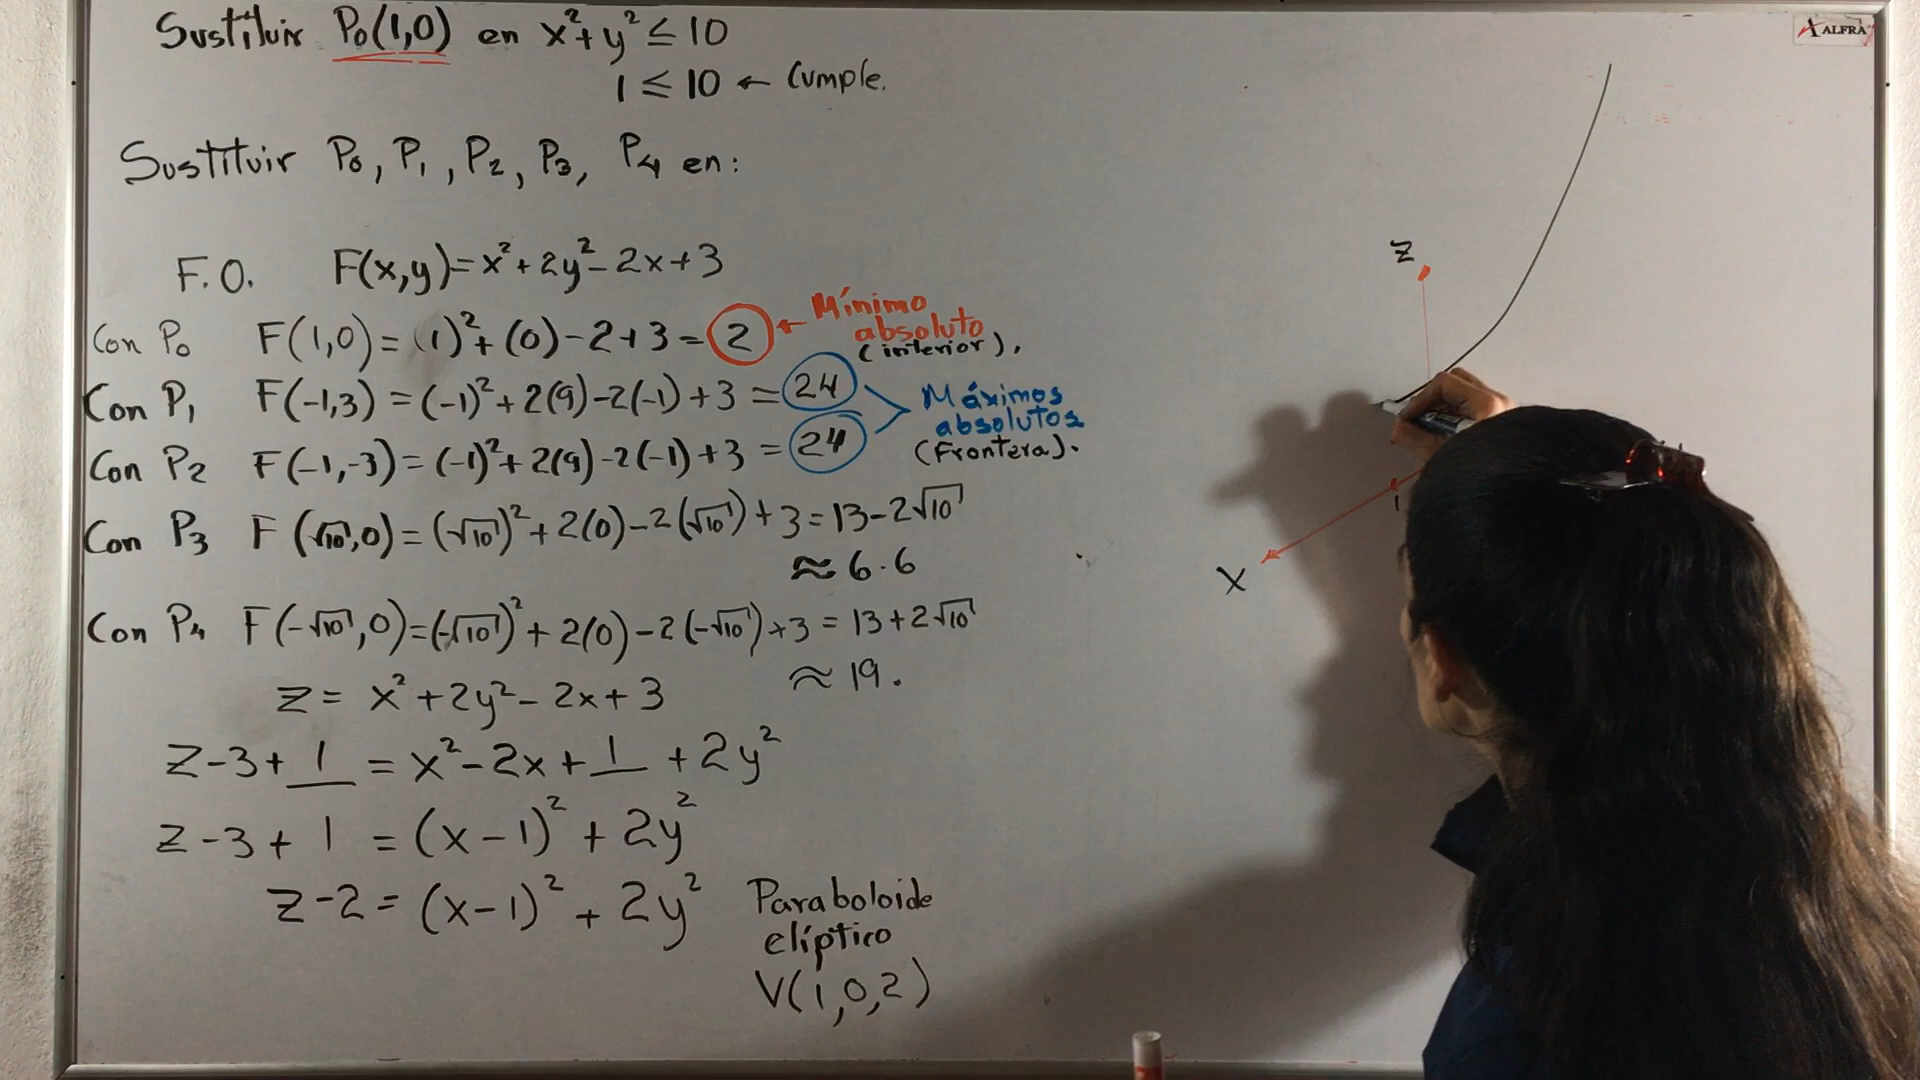 Sustituir P₀(1,0) en x²+y² ≤ 10
1 ≤ 10 ← Cumple.
Sustituir P₀, P₁, P₂, P₃, P₄ en:
F.O. F(x,y)=x²+2y²-2x+3
Con P₀ F(1,0)=(1)²+(0)-2+3=2 ← Mínimo absoluto (interior).
Con P₁ F(-1,3)=(-1)²+2(9)-2(-1)+3=24
Con P₂ F(-1,-3)=(-1)²+2(9)-2(-1)+3=24
Máximos
absolutos
(Frontera).
Con P₃ F(√10,0)=(√10)²+2(0)-2(√10)+3=13-2√10
≈6.6
Con P₄ F(-√10,0)=(-√10)²+2(0)-2(-√10)+3=13+2√10
≈19.
z=x²+2y²-2x+3
z-3+1=x²-2x+1+2y²
z-3+1=(x-1)²+2y²
z-2=(x-1)²+2y²
Paraboloide
elíptico
V(1,0,2)
ALFRA
z
1
x